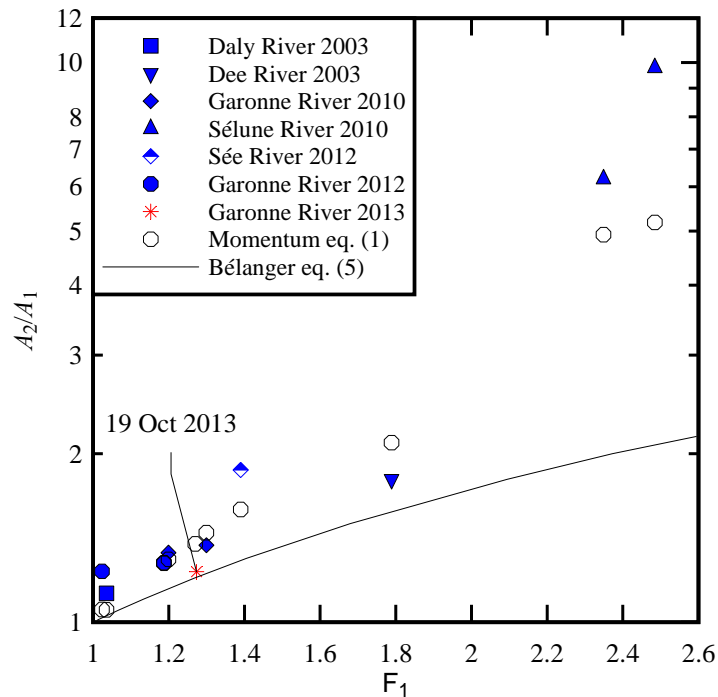 12
10
8
7
6
5
4
3
2
1
A2/A1
Daly River 2003
Dee River 2003
Garonne River 2010
Sélune River 2010
Sée River 2012
Garonne River 2012
Garonne River 2013
Momentum eq. (1)
Bélanger eq. (5)
19 Oct 2013
1 1.2 1.4 1.6 1.8 2 2.2 2.4 2.6
F1